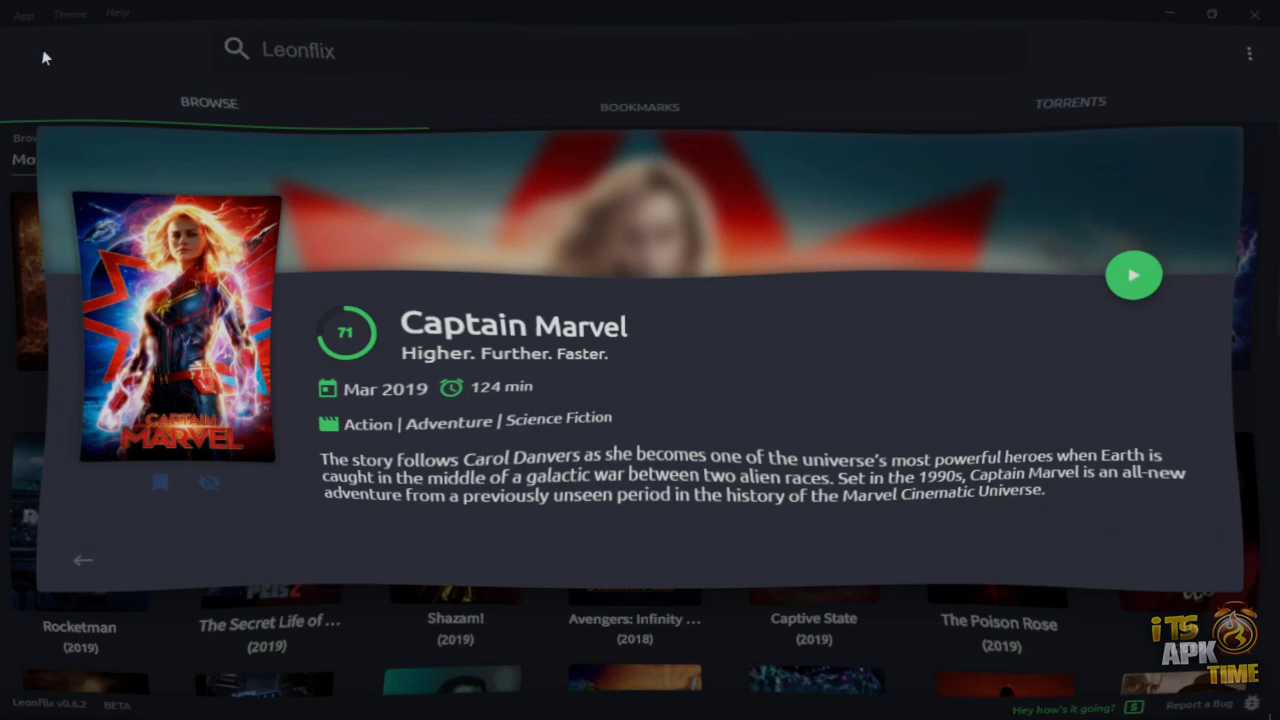 App Theme Help
Leonflix
BROWSE BOOKMARKS TORRENTS
71
Captain Marvel
Higher. Further. Faster.
Mar 2019 124 min
Action | Adventure | Science Fiction
The story follows Carol Danvers as she becomes one of the universe's most powerful heroes when Earth is
caught in the middle of a galactic war between two alien races. Set in the 1990s, Captain Marvel is an all-new
adventure from a previously unseen period in the history of the Marvel Cinematic Universe.
CAPTAIN
MARVEL
Rocketman
(2019)
The Secret Life of ...
(2019)
Shazam!
(2019)
Avengers: Infinity ...
(2018)
Captive State
(2019)
The Poison Rose
(2019)
iTS
APK
TIME
Leonflix v0.6.2 BETA
Hey how's it going? $ Report a Bug